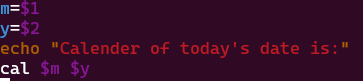 m=$1
y=$2
echo "Calender of today's date is:"
cal $m $y